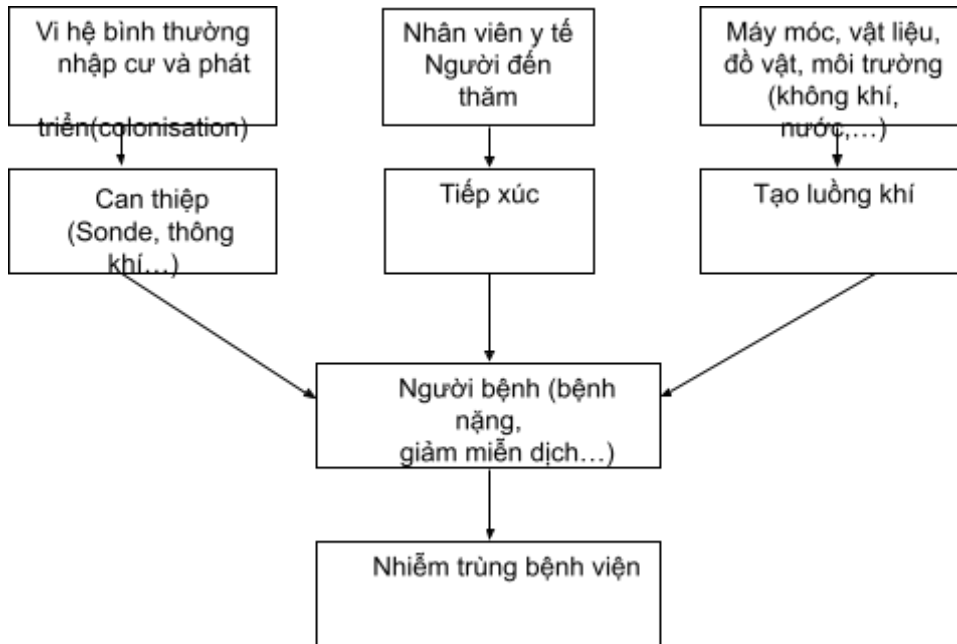 Vi hệ bình thường
nhập cư và phát
triển(colonisation)
Nhân viên y tế
Người đến
thăm
Máy móc, vật liệu,
đồ vật, môi trường
(không khí,
nước,…)
Can thiệp
(Sonde, thông
khí…)
Tiếp xúc
Tạo luồng khí
Người bệnh (bệnh
nặng,
giảm miễn dịch…)
Nhiễm trùng bệnh viện